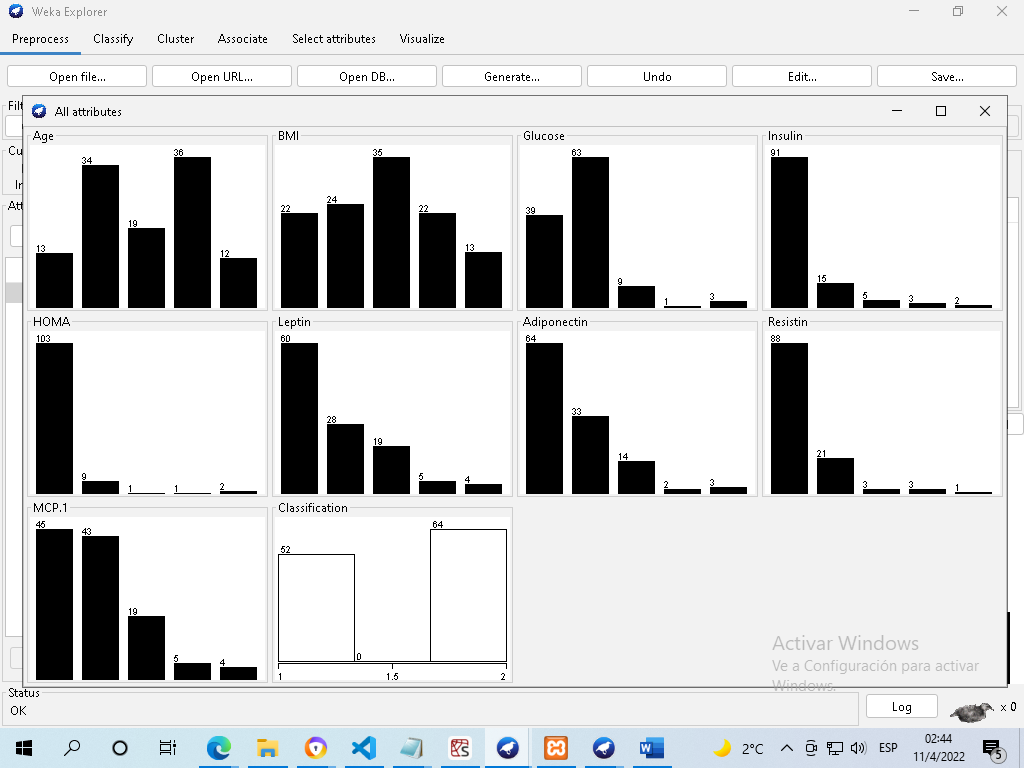 Weka Explorer
Preprocess Classify Cluster Associate Select attributes Visualize
Open file... Open URL... Open DB... Generate... Undo Edit... Save...
All attributes
Age BMI Glucose Insulin
13 34 19 36 12
22 24 35 22 13
39 63 9 1 3
91 15 5 3 2
HOMA Leptin Adiponectin Resistin
103 9 1 1 2
60 28 19 5 4
64 33 14 2 3
88 21 3 3 1
MCP.1 Classification
45 43 19 5 4
52 0 64
1 1.5 2
Activar Windows
Ve a Configuración para activar
Windows.
Status
OK
Log x 0
2°C ESP 02:44
11/4/2022
5